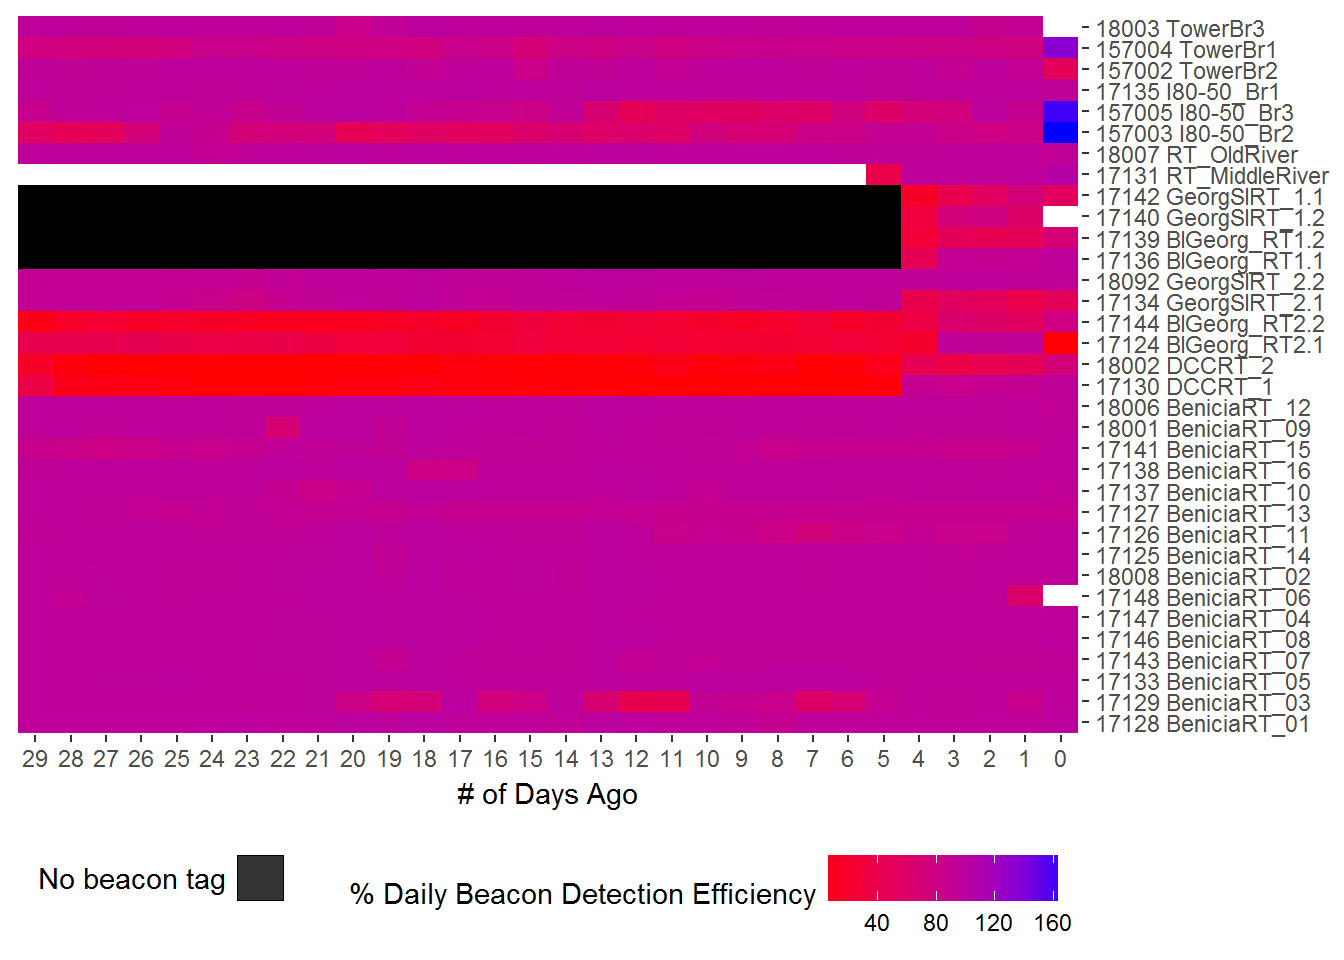 18003 TowerBr3
157004 TowerBr1
157002 TowerBr2
17135 I80-50_Br1
157005 I80-50_Br3
157003 I80-50_Br2
18007 RT_OldRiver
17131 RT_MiddleRiver
17142 GeorgSlRT_1.1
17140 GeorgSlRT_1.2
17139 BlGeorg_RT1.2
17136 BlGeorg_RT1.1
18092 GeorgSlRT_2.2
17134 GeorgSlRT_2.1
17144 BlGeorg_RT2.2
17124 BlGeorg_RT2.1
18002 DCCRT_2
17130 DCCRT_1
18006 BeniciaRT_12
18001 BeniciaRT_09
17141 BeniciaRT_15
17138 BeniciaRT_16
17137 BeniciaRT_10
17127 BeniciaRT_13
17126 BeniciaRT_11
17125 BeniciaRT_14
18008 BeniciaRT_02
17148 BeniciaRT_06
17147 BeniciaRT_04
17146 BeniciaRT_08
17143 BeniciaRT_07
17133 BeniciaRT_05
17129 BeniciaRT_03
17128 BeniciaRT_01
29 28 27 26 25 24 23 22 21 20 19 18 17 16 15 14 13 12 11 10 9 8 7 6 5 4 3 2 1 0
# of Days Ago
No beacon tag
% Daily Beacon Detection Efficiency
40 80 120 160